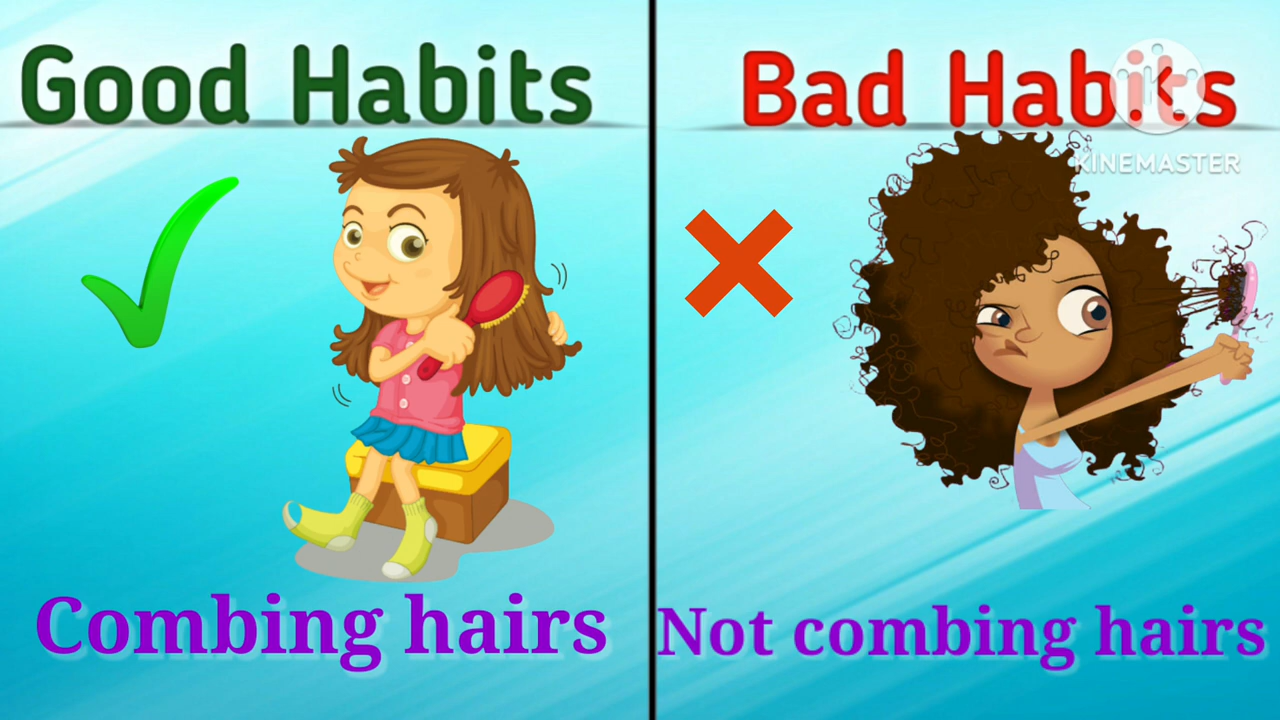 Good Habits
Bad Habits
KINEMASTER
Combing hairs
Not combing hairs